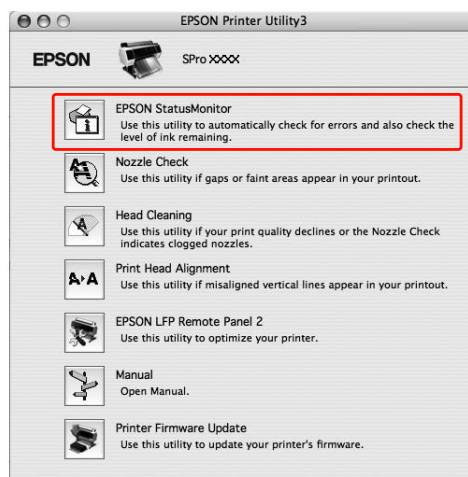 EPSON Printer Utility3
EPSON
SPro XXXX
EPSON StatusMonitor
Use this utility to automatically check for errors and also check the
level of ink remaining.
Nozzle Check
Use this utility if gaps or faint areas appear in your printout.
Head Cleaning
Use this utility if your print quality declines or the Nozzle Check
indicates clogged nozzles.
Print Head Alignment
Use this utility if misaligned vertical lines appear in your printout.
EPSON LFP Remote Panel 2
Use this utility to optimize your printer.
Manual
Open Manual.
Printer Firmware Update
Use this utility to update your printer's firmware.